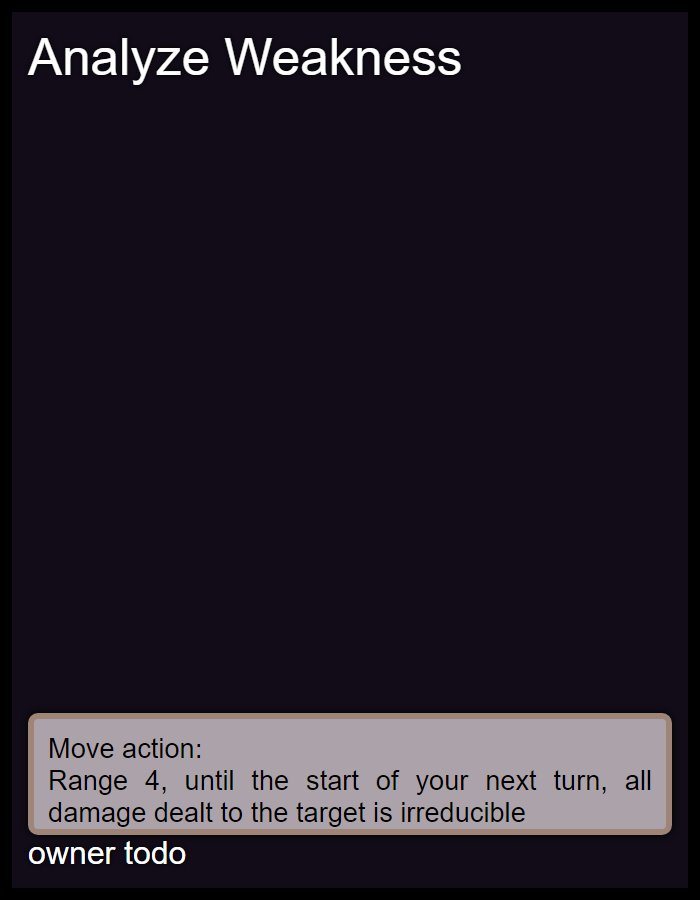 Analyze Weakness
Move action:
Range 4, until the start of your next turn, all
damage dealt to the target is irreducible
owner todo